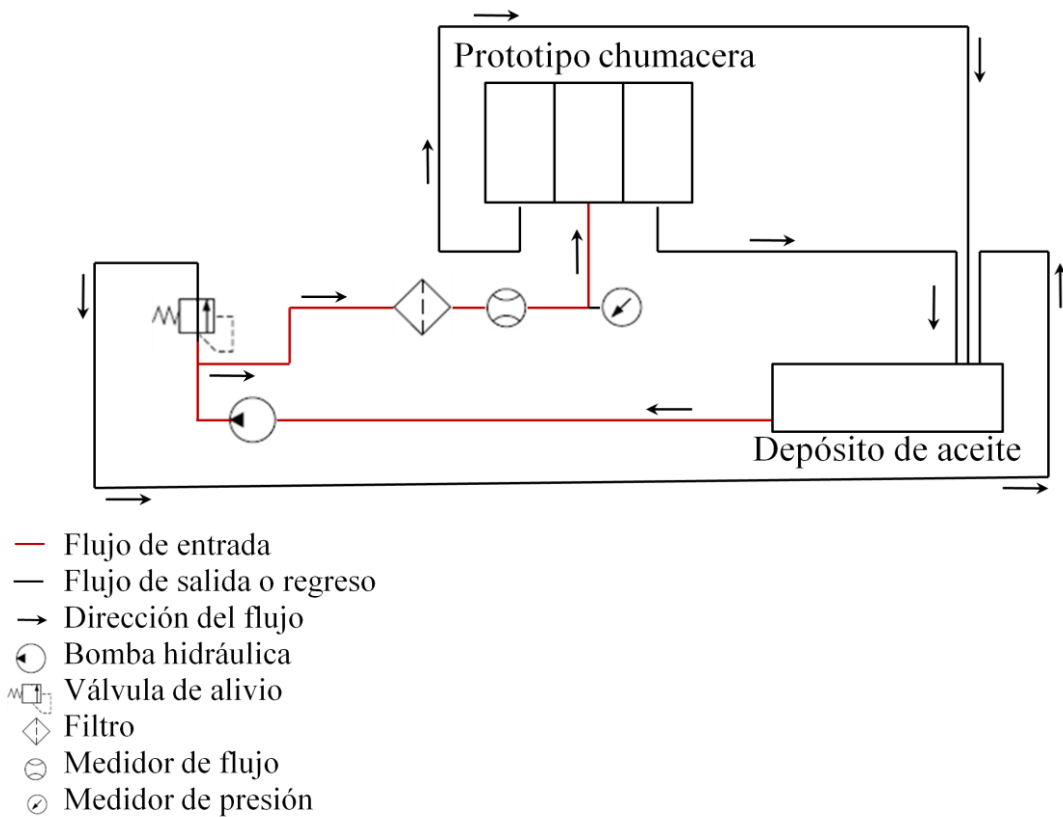 Prototipo chumacera
Depósito de aceite
Flujo de entrada
Flujo de salida o regreso
Dirección del flujo
Bomba hidráulica
Válvula de alivio
Filtro
Medidor de flujo
Medidor de presión